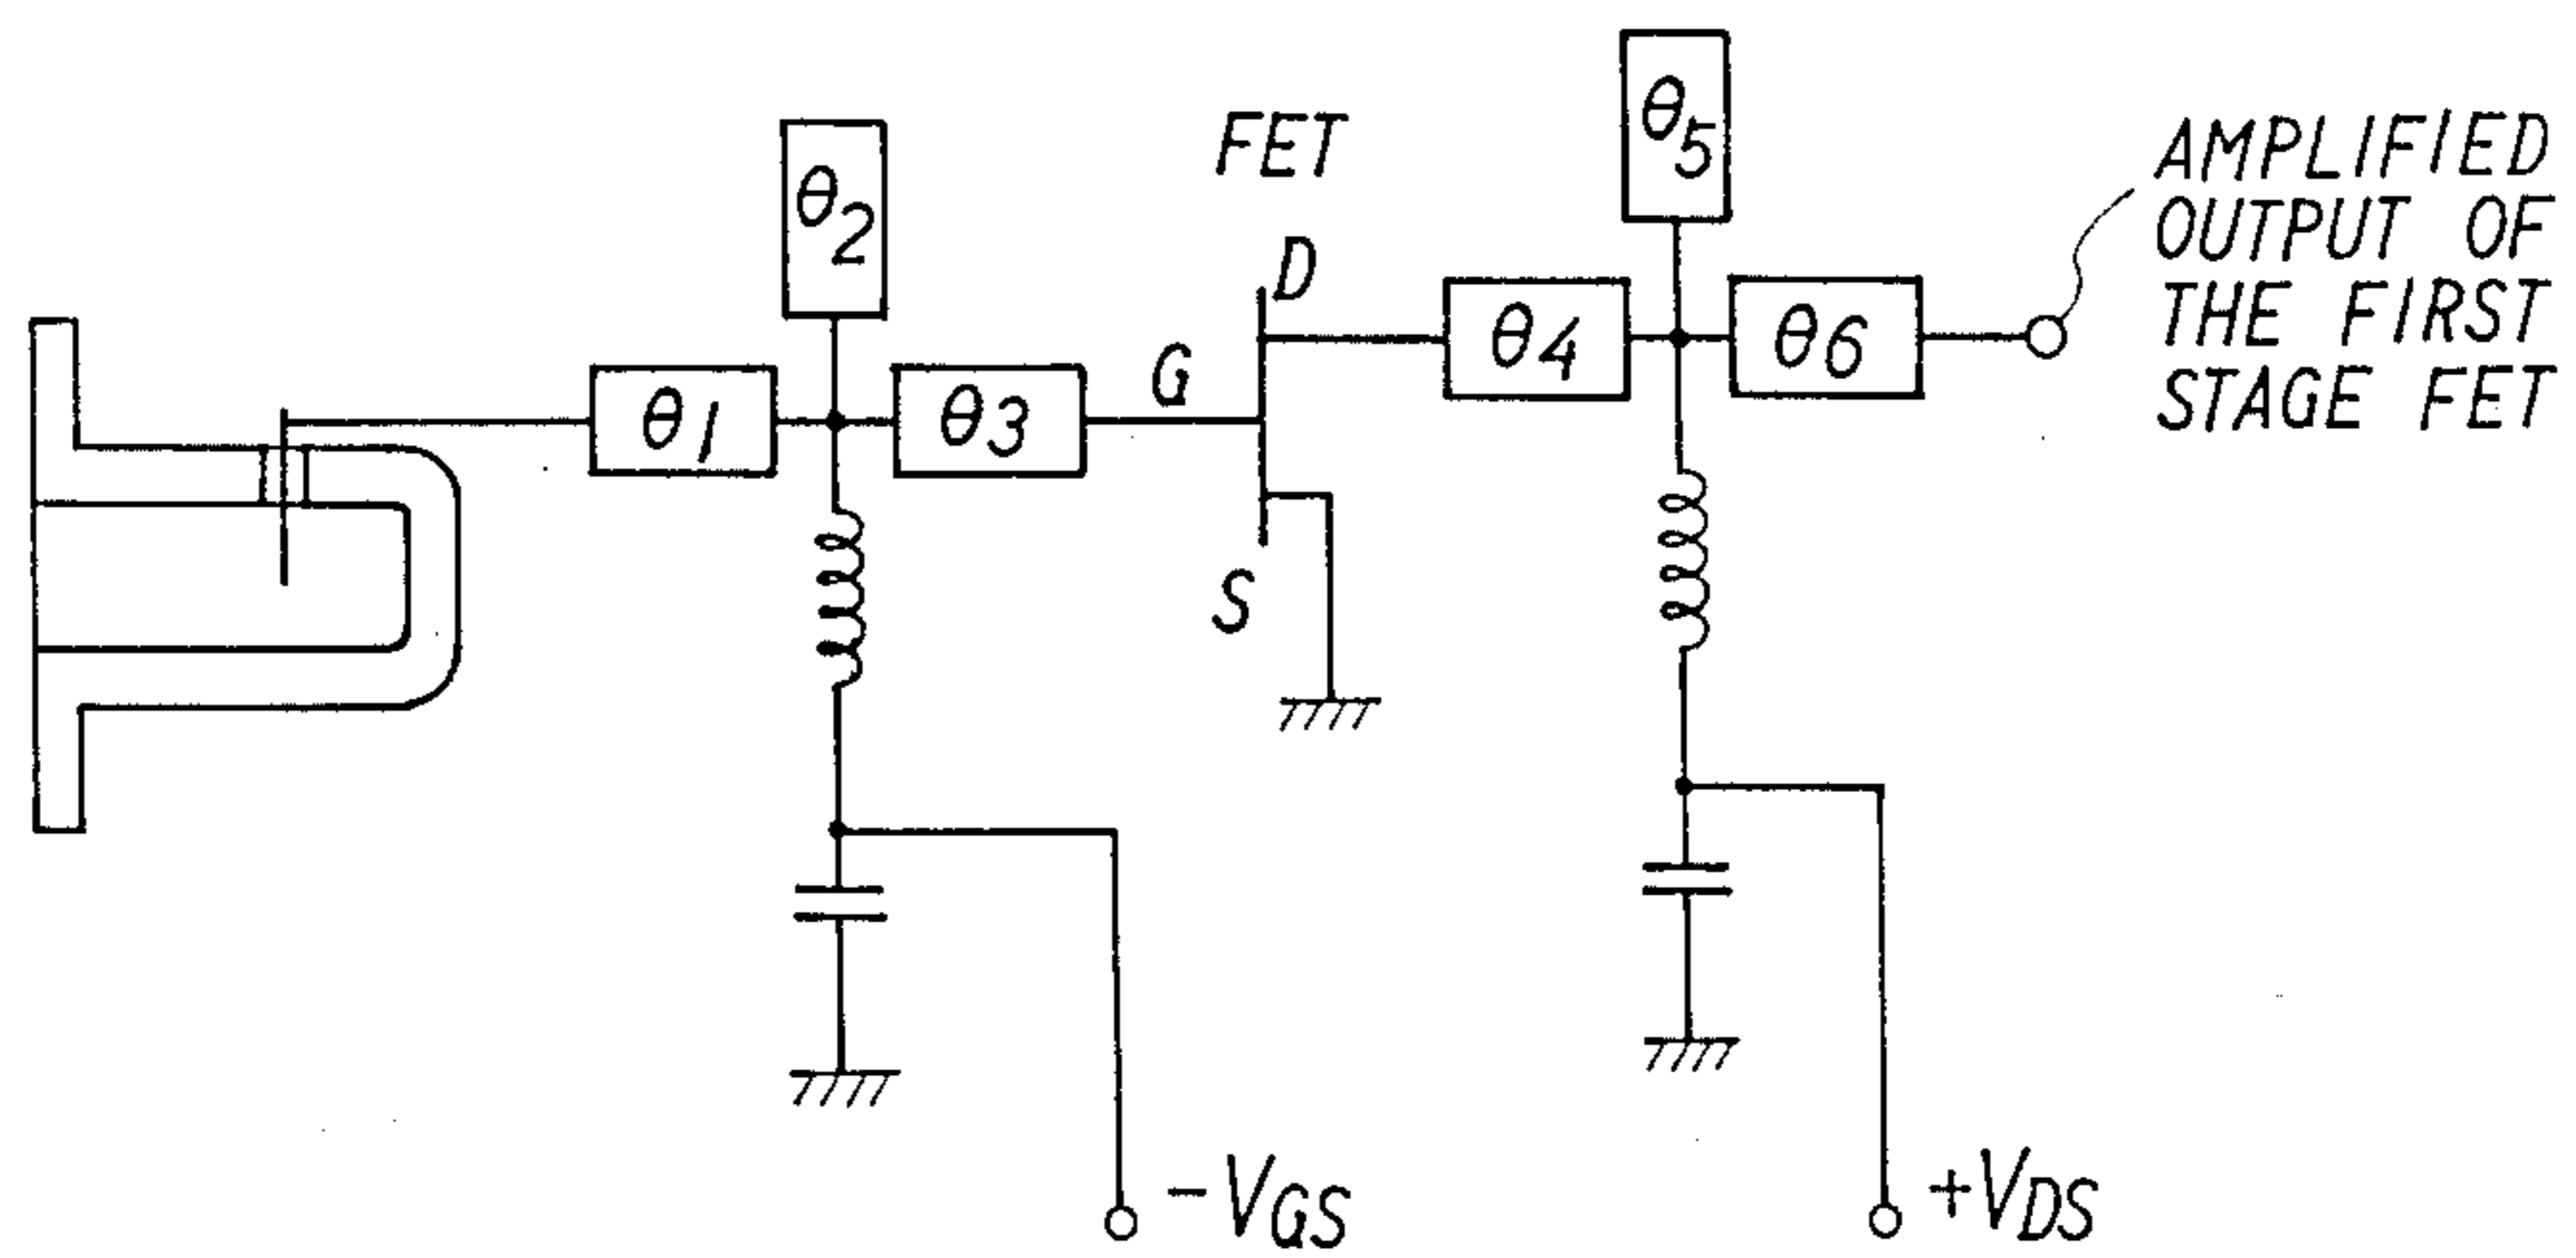 θ5
AMPLIFIED
OUTPUT OF
THE FIRST
STAGE FET
θ2
FET
D
θ4
θ6
θ1
θ3
G
S
-VGS
+VDS